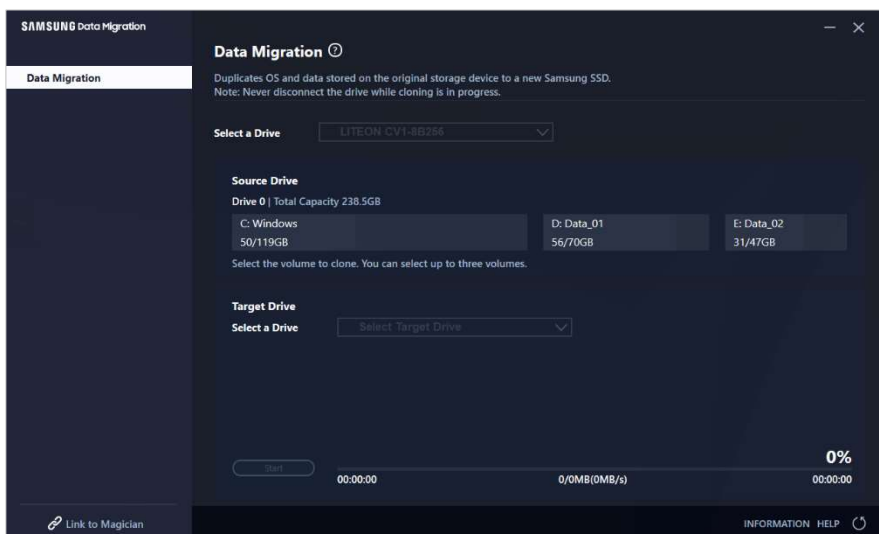 SAMSUNG Data Migration
Data Migration
Data Migration ?
Duplicates OS and data stored on the original storage device to a new Samsung SSD.
Note: Never disconnect the drive while cloning is in progress.
Select a Drive LITEON CV1-8B256
Source Drive
Drive 0 | Total Capacity 238.5GB
C: Windows D: Data_01 E: Data_02
50/119GB 56/70GB 31/47GB
Select the volume to clone. You can select up to three volumes.
Target Drive
Select a Drive Select Target Drive
0%
Start
00:00:00 0/0MB(0MB/s) 00:00:00
Link to Magician
INFORMATION HELP